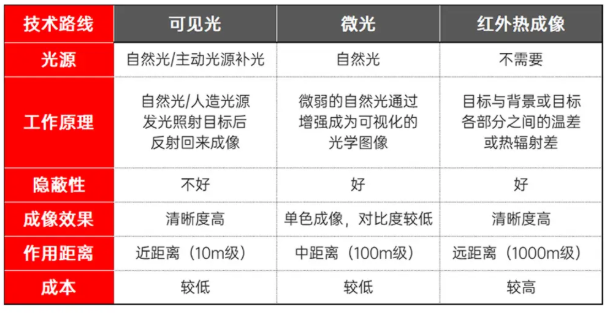 技术路线 可见光 微光 红外热成像
光源 自然光/主动光源补光 自然光 不需要
工作原理 自然光/人造光源 发光照射目标后 反射回来成像 微弱的自然光通过 增强成为可视化的 光学图像 目标与背景或目标 各部分之间的温差 或热辐射差
隐蔽性 不好 好 好
成像效果 清晰度高 单色成像，对比度较低 清晰度高
作用距离 近距离（10m级） 中距离（100m级） 远距离（1000m级）
成本 较低 较低 较高